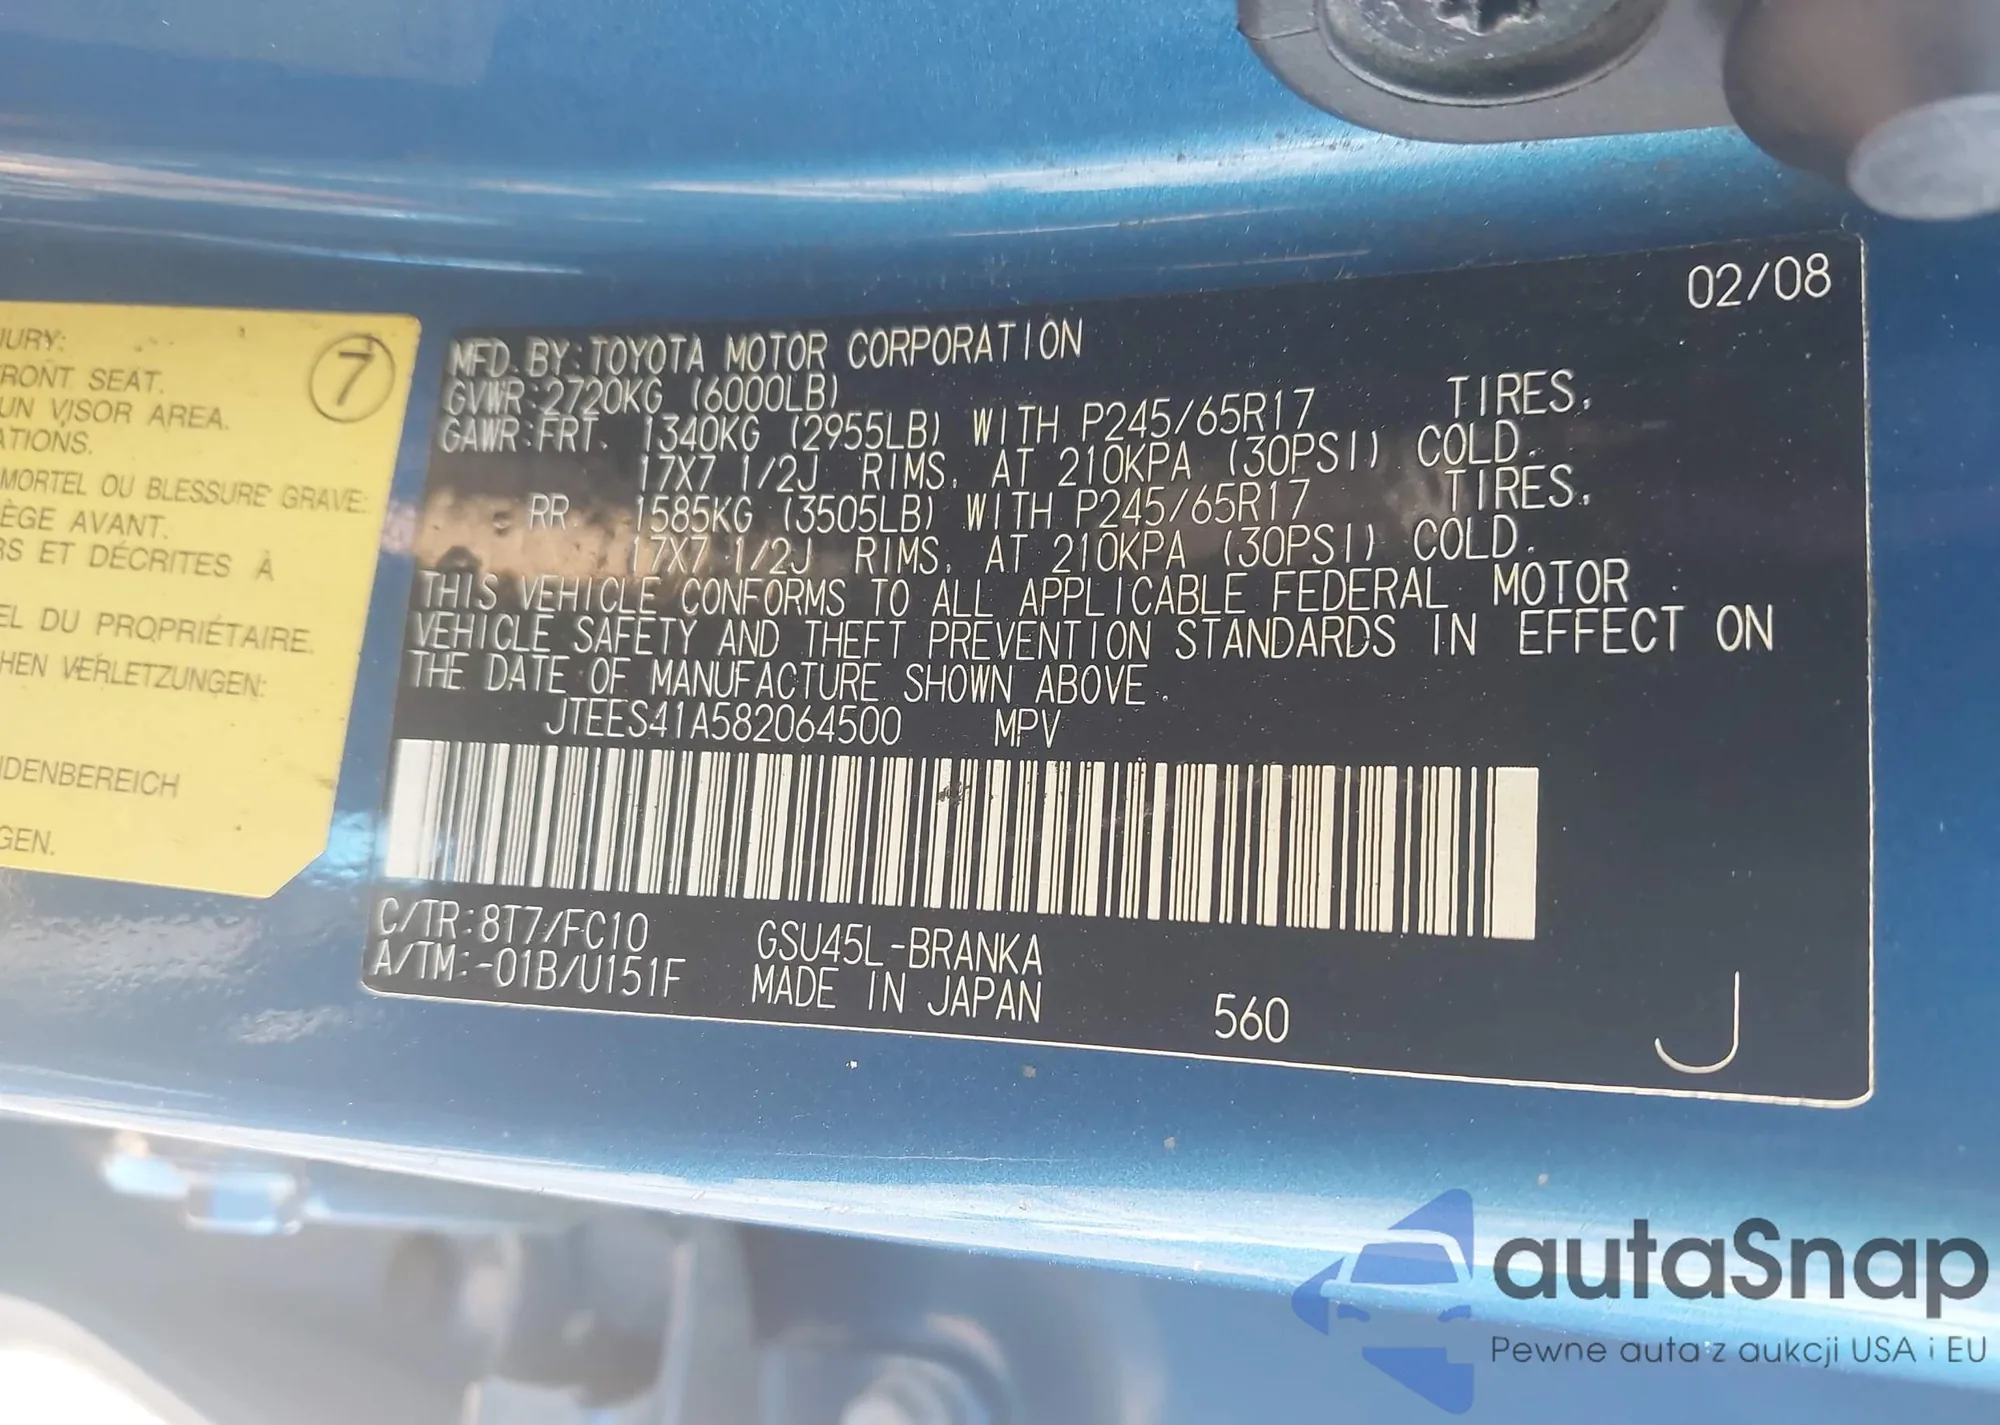 JURY:
RONT SEAT.
UN VISOR AREA.
ATIONS.
MORTEL OU BLESSURE GRAVE:
ÈGE AVANT.
RS ET DÉCRITES À
EL DU PROPRIÉTAIRE.
HEN VERLETZUNGEN:
NDENBEREICH
GEN.
7
02/08
MFD. BY: TOYOTA MOTOR CORPORATION
GVWR: 2720KG (6000LB)
GAWR: FRT. 1340KG (2955LB) WITH P245/65R17 TIRES,
17X7 1/2J RIMS, AT 210KPA (30PSI) COLD.
RR. 1585KG (3505LB) WITH P245/65R17 TIRES,
17X7 1/2J RIMS, AT 210KPA (30PSI) COLD.
THIS VEHICLE CONFORMS TO ALL APPLICABLE FEDERAL MOTOR
VEHICLE SAFETY AND THEFT PREVENTION STANDARDS IN EFFECT ON
THE DATE OF MANUFACTURE SHOWN ABOVE.
JTEES41A582064500 MPV
C/TR: 8T7/FC10 GSU45L-BRANKA
A/TM: -01B/U151F MADE IN JAPAN 560
J
autaSnap
Pewne auta z aukcji USA i EU